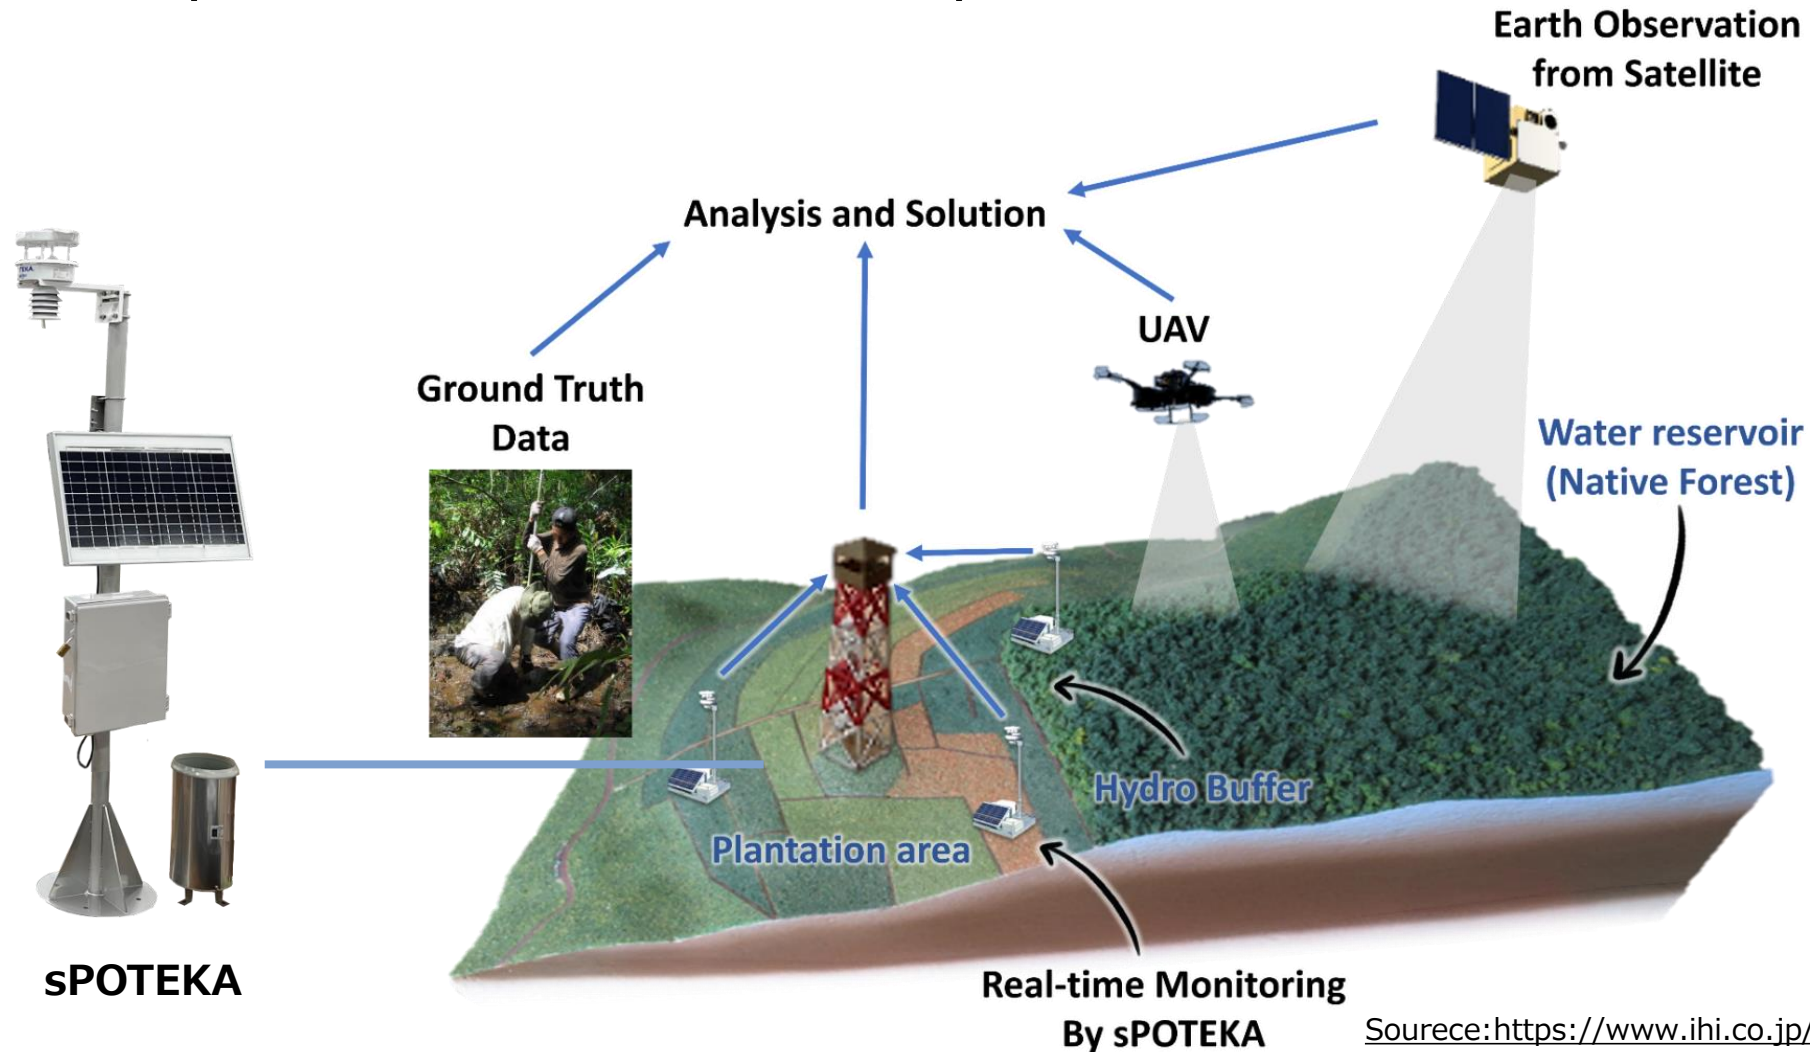 Earth Observation
from Satellite
Analysis and Solution
UAV
Ground Truth
Data
Water reservoir
(Native Forest)
Hydro Buffer
Plantation area
sPOTEKA
Real-time Monitoring
By sPOTEKA
Sourece:https://www.ihi.co.jp/